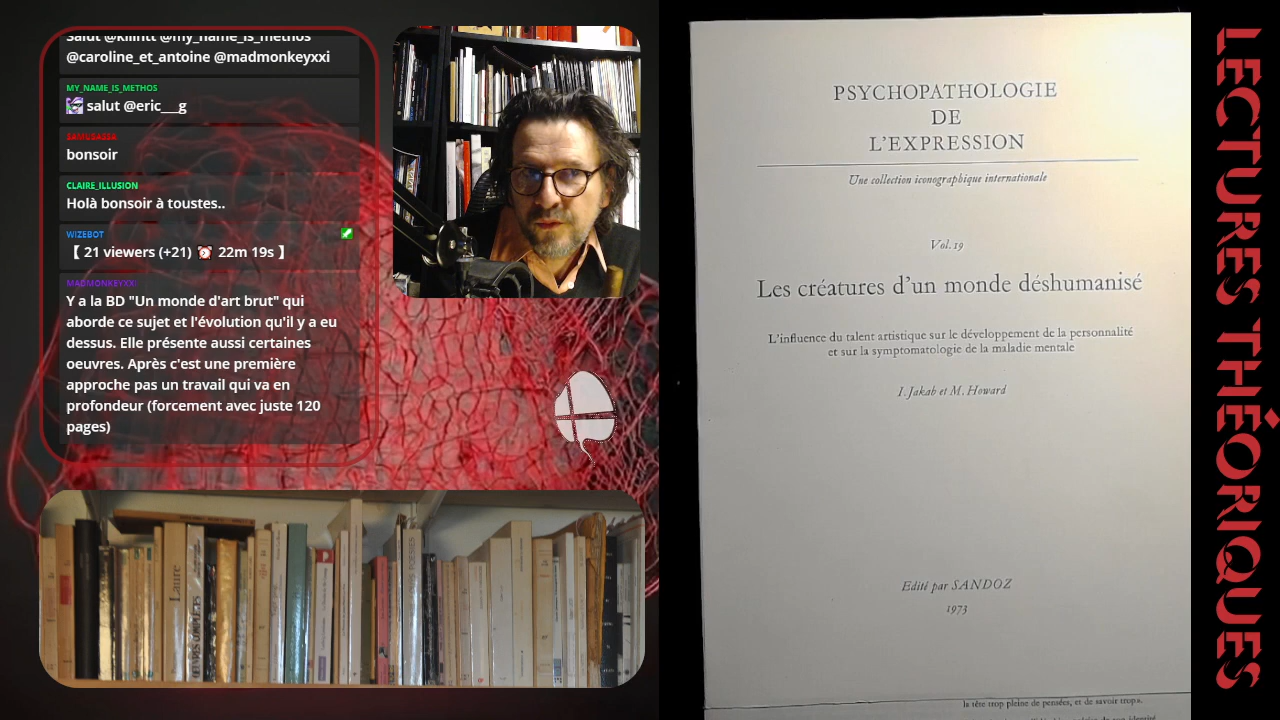 Salut @killlitt @my_name_is_methos
@caroline_et_antoine @madmonkeyxxi
MY_NAME_IS_METHOS
salut @eric___g
bonsoir
CLAIRE_ILLUSION
Holà bonsoir à toustes..
WIZEBOT
【 21 viewers (+21) ⏰ 22m 19s 】
MADMONKEYXXI
Y a la BD "Un monde d'art brut" qui
aborde ce sujet et l'évolution qu'il y a eu
dessus. Elle présente aussi certaines
oeuvres. Après c'est une première
approche pas un travail qui va en
profondeur (forcement avec juste 120
pages)
Laure
PSYCHOPATHOLOGIE
DE
L'EXPRESSION
Une collection iconographique internationale
Vol. 19
Les créatures d'un monde déshumanisé
L'influence du talent artistique sur le développement de la personnalité
et sur la symptomatologie de la maladie mentale
I. Jakab et M. Howard
Edité par SANDOZ
1973
la tête trop pleine de pensées, et de savoir trop».
LECTURES THÉORIQUES